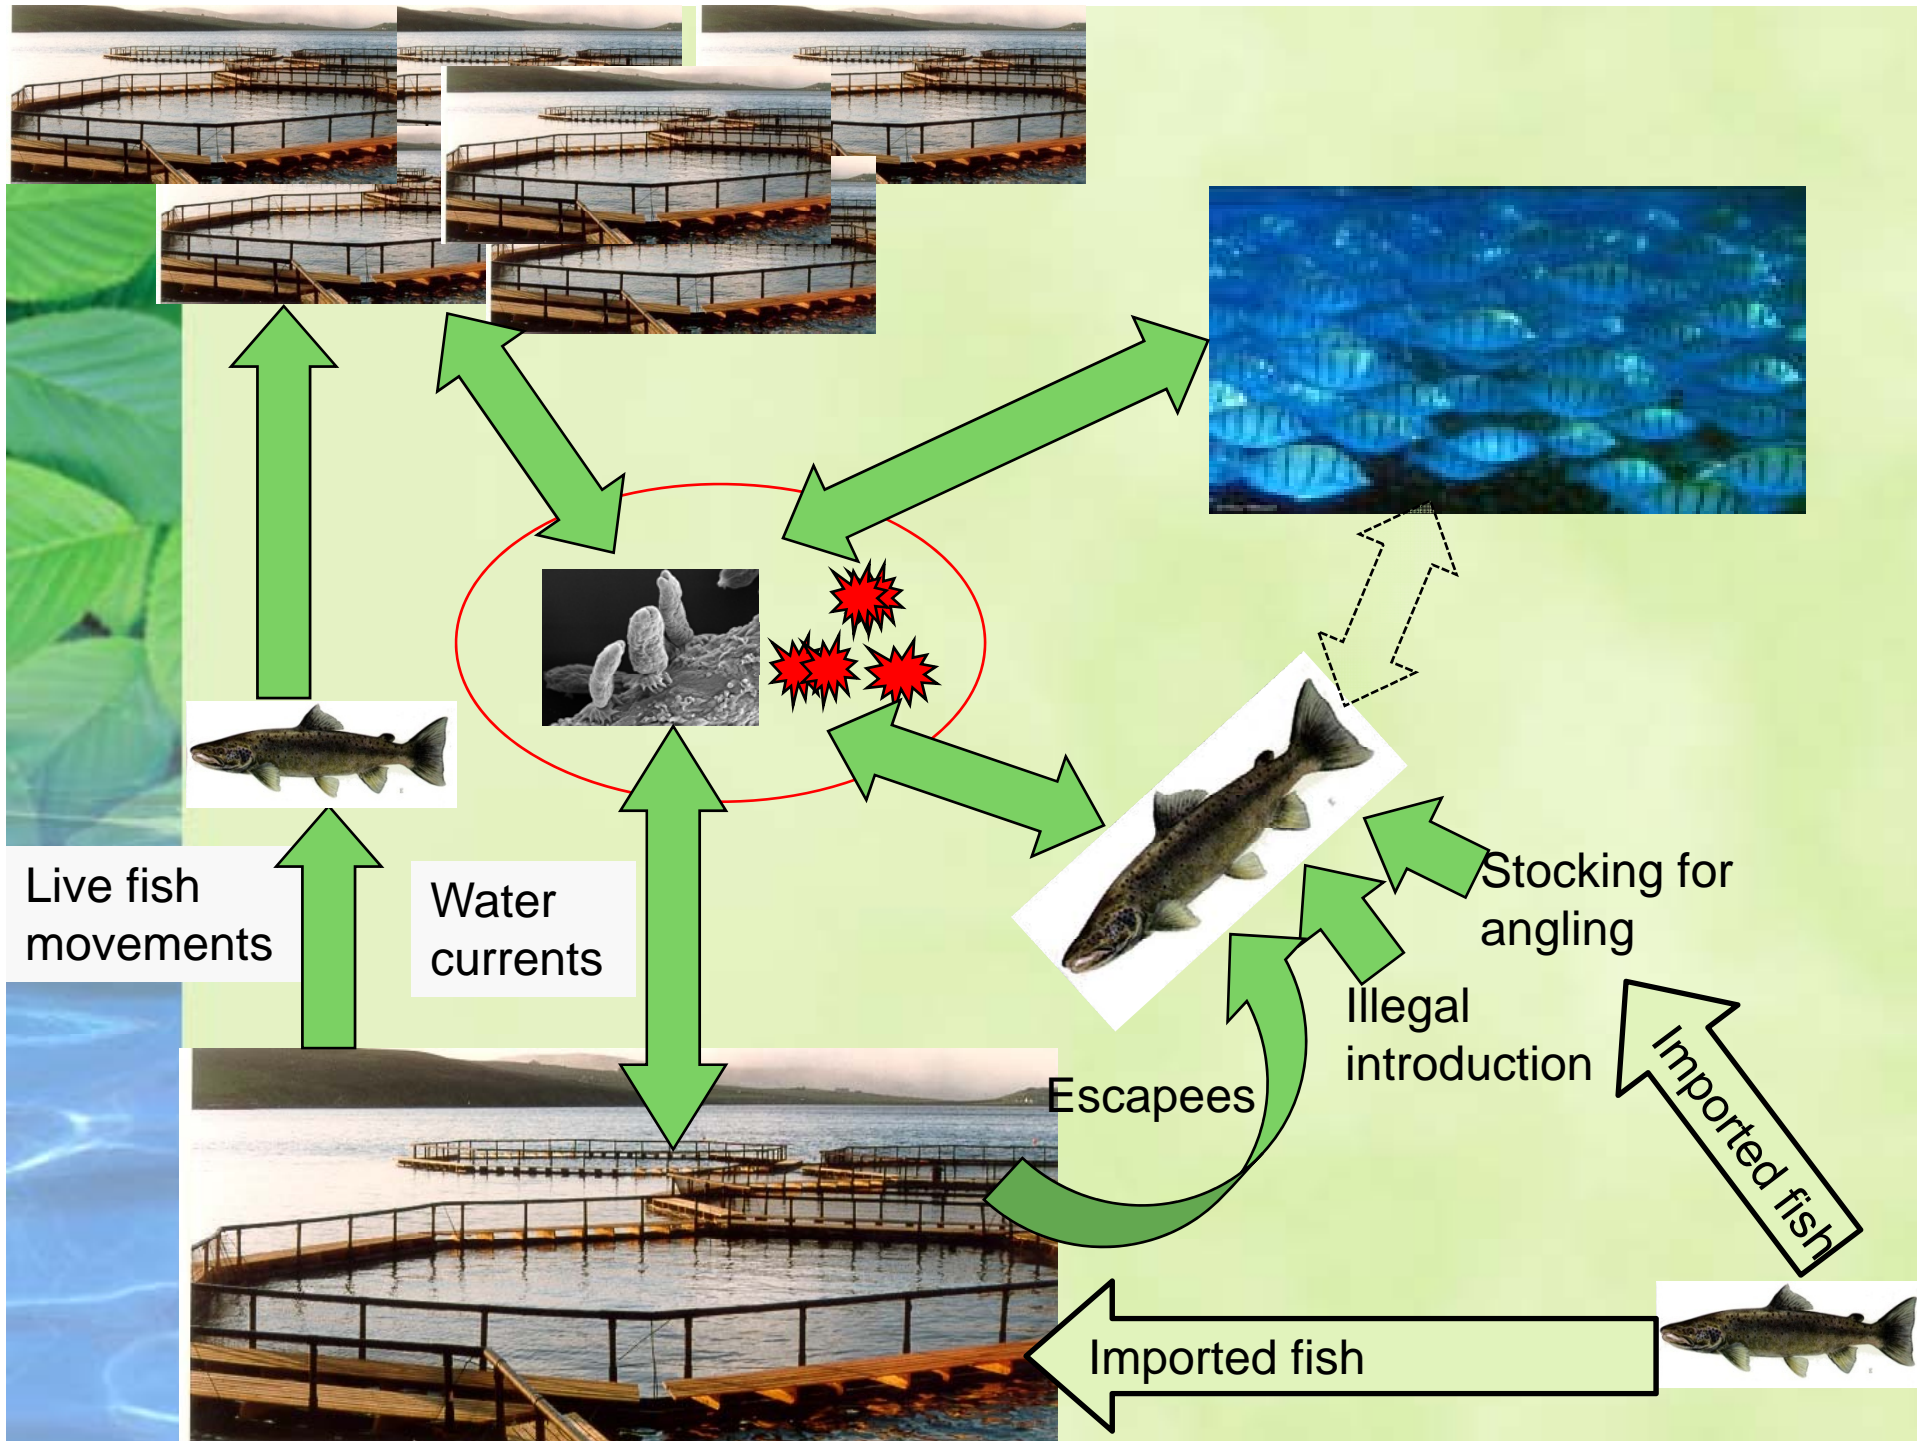 Live fish
movements
Water
currents
Stocking for
angling
Illegal
introduction
Escapees
Imported fish
Imported fish